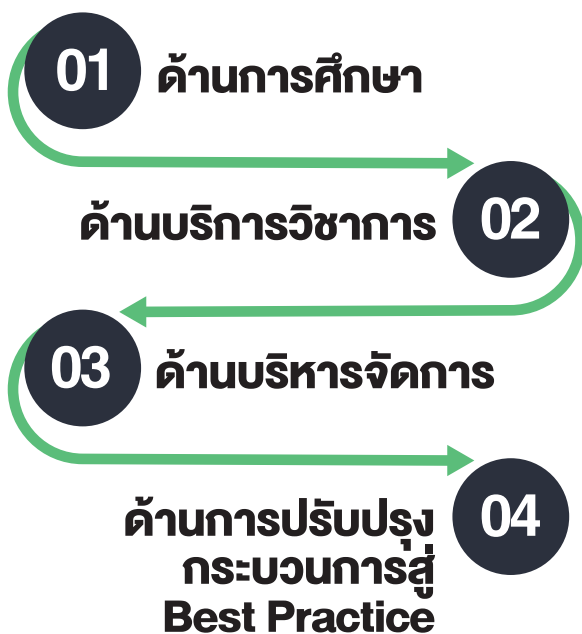 01 ด้านการศึกษา
ด้านบริการวิชาการ 02
03 ด้านบริหารจัดการ
ด้านการปรับปรุง 04
กระบวนการสู่
Best Practice